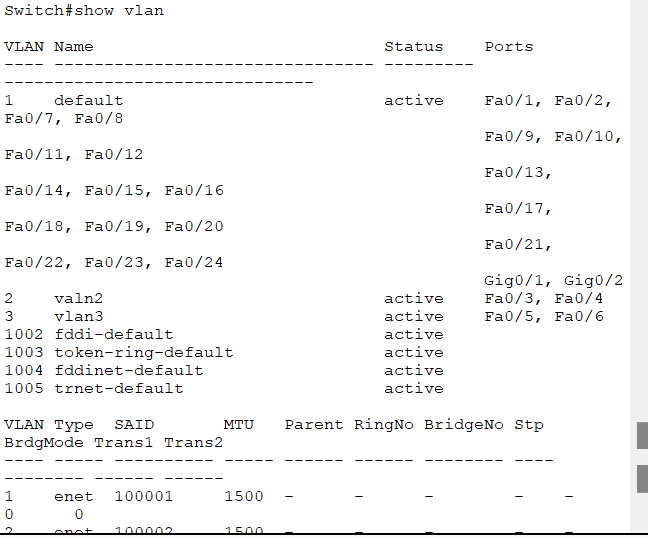 Switch#show vlan
VLAN Name Status Ports
---- -------------------------------- --------- -------------------------------
1 default active Fa0/1, Fa0/2,
Fa0/7, Fa0/8
Fa0/9, Fa0/10,
Fa0/11, Fa0/12
Fa0/13,
Fa0/14, Fa0/15, Fa0/16
Fa0/17,
Fa0/18, Fa0/19, Fa0/20
Fa0/21,
Fa0/22, Fa0/23, Fa0/24
Gig0/1, Gig0/2
2 valn2 active Fa0/3, Fa0/4
3 vlan3 active Fa0/5, Fa0/6
1002 fddi-default active
1003 token-ring-default active
1004 fddinet-default active
1005 trnet-default active
VLAN Type SAID MTU Parent RingNo BridgeNo Stp
BrdgMode Trans1 Trans2
---- ----- ---------- ----- ------ ------ -------- ----
-------- ------ ------
1 enet 100001 1500 - - - - -
0 0
2 enet 100002 1500 - - - - -